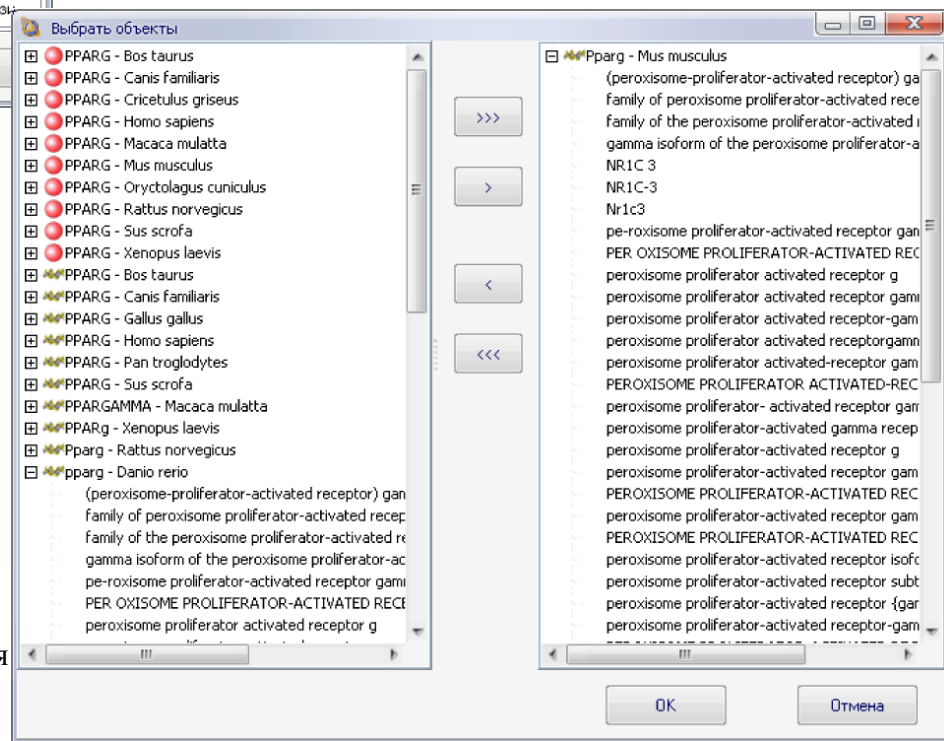 Выбрать объекты
PPARG - Bos taurus
PPARG - Canis familiaris
PPARG - Cricetulus griseus
PPARG - Homo sapiens
PPARG - Macaca mulatta
PPARG - Mus musculus
PPARG - Oryctolagus cuniculus
PPARG - Rattus norvegicus
PPARG - Sus scrofa
PPARG - Xenopus laevis
PPARG - Bos taurus
PPARG - Canis familiaris
PPARG - Gallus gallus
PPARG - Homo sapiens
PPARG - Pan troglodytes
PPARG - Sus scrofa
PPARGAMMA - Macaca mulatta
PPARg - Xenopus laevis
Pparg - Rattus norvegicus
pparg - Danio rerio
(peroxisome-proliferator-activated receptor) gan
family of peroxisome proliferator-activated recep
family of the peroxisome proliferator-activated re
gamma isoform of the peroxisome proliferator-ac
pe-roxisome proliferator-activated receptor gam
PER OXISOME PROLIFERATOR-ACTIVATED RECE
peroxisome proliferator activated receptor g
я
>>>
>
<
<<<
Pparg - Mus musculus
(peroxisome-proliferator-activated receptor) ga
family of peroxisome proliferator-activated rece
family of the peroxisome proliferator-activated
gamma isoform of the peroxisome proliferator-a
NR1C 3
NR1C-3
Nr1c3
pe-roxisome proliferator-activated receptor gan
PER OXISOME PROLIFERATOR-ACTIVATED REC
peroxisome proliferator activated receptor g
peroxisome proliferator activated receptor gam
peroxisome proliferator activated receptor-gam
peroxisome proliferator activated receptorgamn
peroxisome proliferator activated-receptor gam
PEROXISOME PROLIFERATOR ACTIVATED-REC
peroxisome proliferator- activated receptor gam
peroxisome proliferator-activated gamma recep
peroxisome proliferator-activated receptor g
peroxisome proliferator-activated receptor gam
PEROXISOME PROLIFERATOR-ACTIVATED REC
peroxisome proliferator-activated receptor gam
PEROXISOME PROLIFERATOR-ACTIVATED REC
peroxisome proliferator-activated receptor isofo
peroxisome proliferator-activated receptor subt
peroxisome proliferator-activated receptor {gar
peroxisome proliferator-activated receptor-gam
OK
Отмена